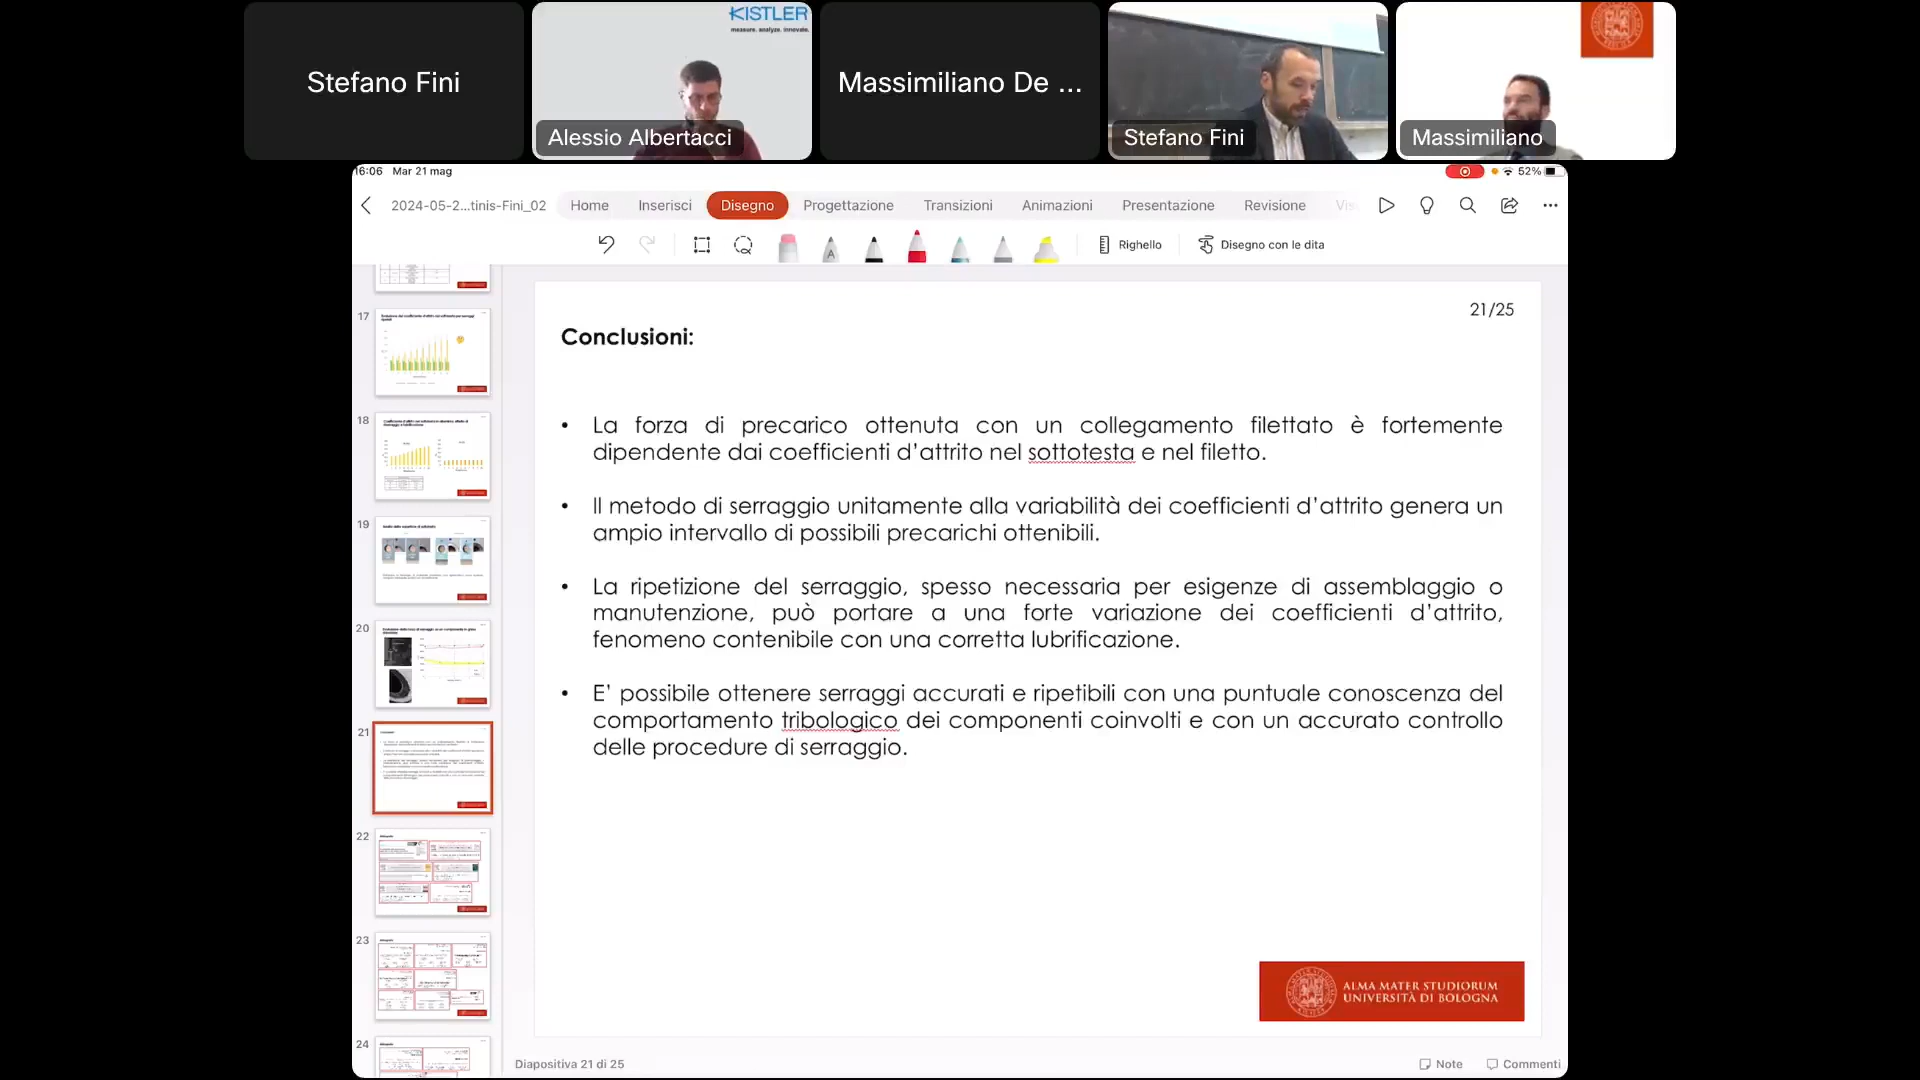 Stefano Fini
KISTLER
measure. analyze. innovate.
Alessio Albertacci
Massimiliano De ...
Stefano Fini
Massimiliano
16:06 Mar 21 mag
52%
2024-05-2...tinis-Fini_02
Home Inserisci Disegno Progettazione Transizioni Animazioni Presentazione Revisione
Righello Disegno con le dita
17
18
19
20
21
22
23
24
21/25
Conclusioni:
• La forza di precarico ottenuta con un collegamento filettato è fortemente
dipendente dai coefficienti d'attrito nel sottotesta e nel filetto.
• Il metodo di serraggio unitamente alla variabilità dei coefficienti d'attrito genera un
ampio intervallo di possibili precarichi ottenibili.
• La ripetizione del serraggio, spesso necessaria per esigenze di assemblaggio o
manutenzione, può portare a una forte variazione dei coefficienti d'attrito,
fenomeno contenibile con una corretta lubrificazione.
• E' possibile ottenere serraggi accurati e ripetibili con una puntuale conoscenza del
comportamento tribologico dei componenti coinvolti e con un accurato controllo
delle procedure di serraggio.
ALMA MATER STUDIORUM
UNIVERSITÀ DI BOLOGNA
Diapositiva 21 di 25
Note Commenti